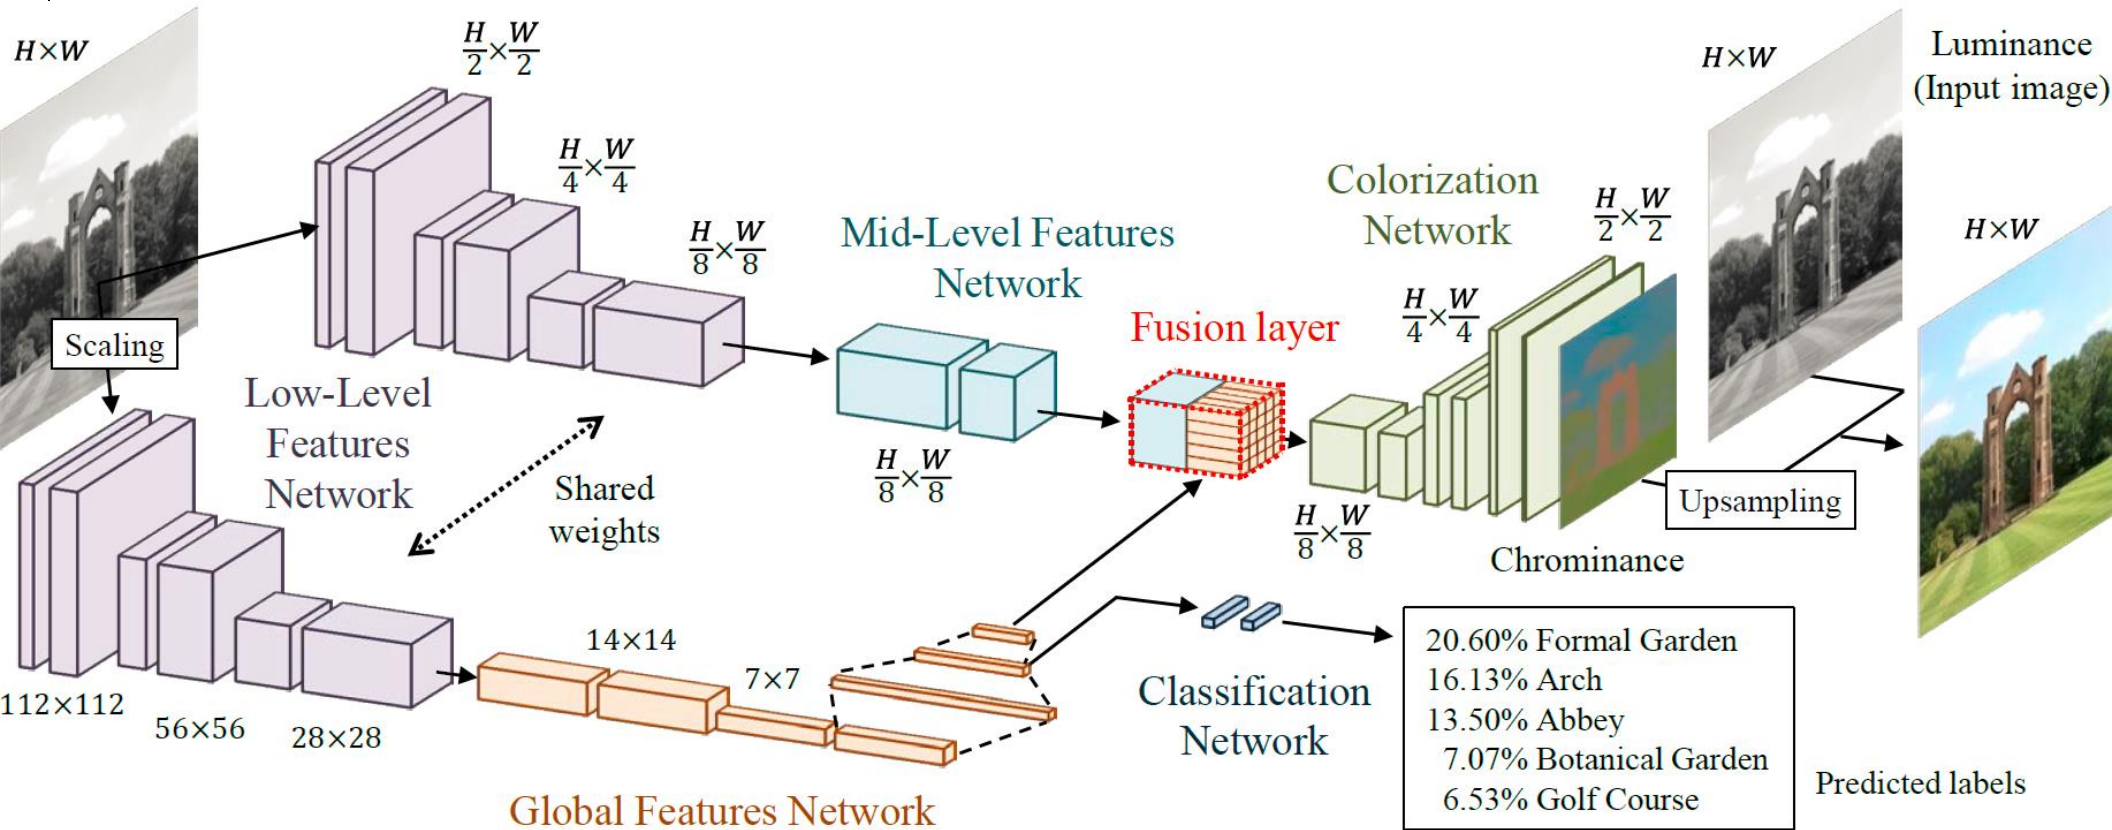 H×W
H/2×W/2
H/4×W/4
H/8×W/8
Scaling
Low-Level
Features
Network
Shared
weights
112×112
56×56
28×28
Mid-Level Features
Network
H/8×W/8
Fusion layer
14×14
7×7
Global Features Network
Colorization
Network
H/8×W/8
H/4×W/4
H/2×W/2
Chrominance
Classification
Network
20.60% Formal Garden
16.13% Arch
13.50% Abbey
7.07% Botanical Garden
6.53% Golf Course
Predicted labels
H×W
Luminance
(Input image)
H×W
Upsampling